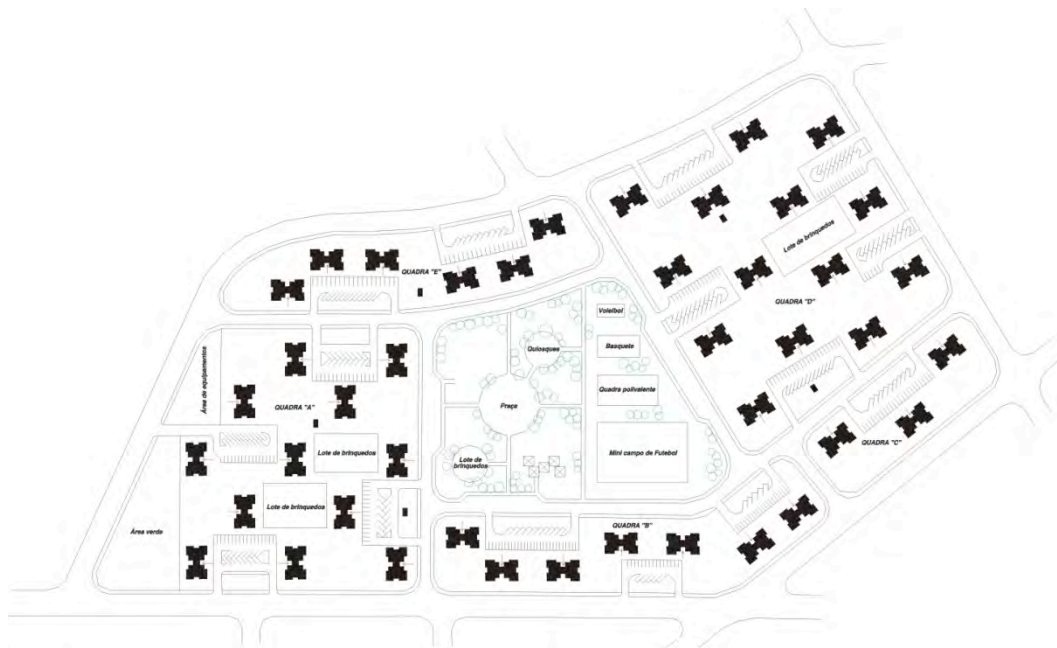 Lote de brinquedos
QUADRA "E"
QUADRA "D"
Voleibol
Basquete
Quiosques
Área de equipamentos
Quadra polivalente
QUADRA "A"
Praça
QUADRA "C"
Lote de brinquedos
Lote de
brinquedos
Mini campo de Futebol
Lote de brinquedos
Área verde
QUADRA "B"